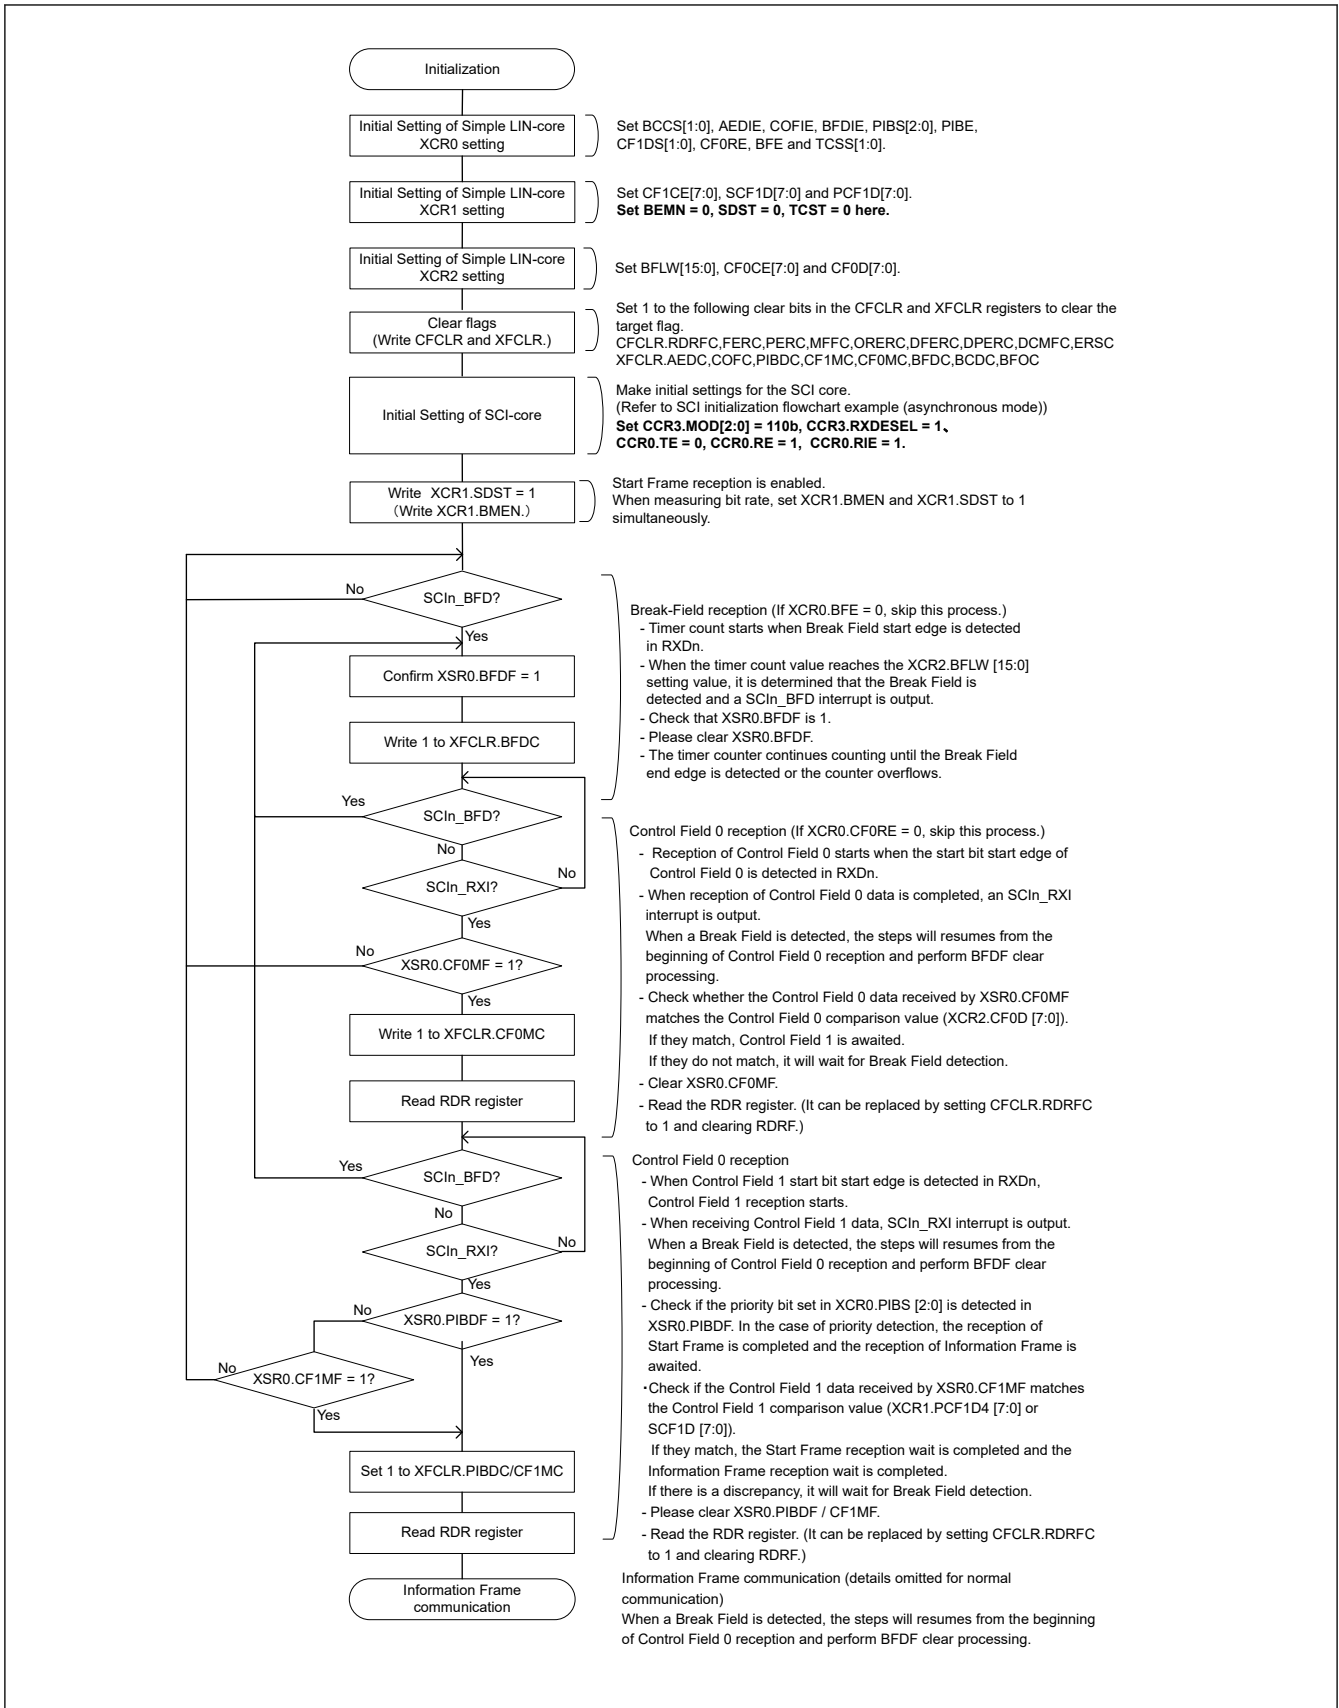 Initialization
Initial Setting of Simple LIN-core
XCR0 setting
Set BCCS[1:0], AEDIE, COFIE, BFDIE, PIBS[2:0], PIBE,
CF1DS[1:0], CF0RE, BFE and TCSS[1:0].
Initial Setting of Simple LIN-core
XCR1 setting
Set CF1CE[7:0], SCF1D[7:0] and PCF1D[7:0].
Set BEMN = 0, SDST = 0, TCST = 0 here.
Initial Setting of Simple LIN-core
XCR2 setting
Set BFLW[15:0], CF0CE[7:0] and CF0D[7:0].
Clear flags
(Write CFCLR and XFCLR.)
Set 1 to the following clear bits in the CFCLR and XFCLR registers to clear the
target flag.
CFCLR.RDRFC,FERC,PERC,MFFC,ORERC,DFERC,DPERC,DCMFC,ERSC
XFCLR.AEDC,COFC,PIBDC,CF1MC,CF0MC,BFDC,BCDC,BFOC
Initial Setting of SCI-core
Make initial settings for the SCI core.
(Refer to SCI initialization flowchart example (asynchronous mode))
Set CCR3.MOD[2:0] = 110b, CCR3.RXDESEL = 1、
CCR0.TE = 0, CCR0.RE = 1, CCR0.RIE = 1.
Write XCR1.SDST = 1
（Write XCR1.BMEN.）
Start Frame reception is enabled.
When measuring bit rate, set XCR1.BMEN and XCR1.SDST to 1
simultaneously.
No
SCIn_BFD?
Yes
Confirm XSR0.BFDF = 1
Write 1 to XFCLR.BFDC
Break-Field reception (If XCR0.BFE = 0, skip this process.)
- Timer count starts when Break Field start edge is detected
in RXDn.
- When the timer count value reaches the XCR2.BFLW [15:0]
setting value, it is determined that the Break Field is
detected and a SCIn_BFD interrupt is output.
- Check that XSR0.BFDF is 1.
- Please clear XSR0.BFDF.
- The timer counter continues counting until the Break Field
end edge is detected or the counter overflows.
Yes
SCIn_BFD?
No
SCIn_RXI?
No
Yes
No
XSR0.CF0MF = 1?
Yes
Write 1 to XFCLR.CF0MC
Read RDR register
Control Field 0 reception (If XCR0.CF0RE = 0, skip this process.)
- Reception of Control Field 0 starts when the start bit start edge of
Control Field 0 is detected in RXDn.
- When reception of Control Field 0 data is completed, an SCIn_RXI
interrupt is output.
When a Break Field is detected, the steps will resumes from the
beginning of Control Field 0 reception and perform BFDF clear
processing.
- Check whether the Control Field 0 data received by XSR0.CF0MF
matches the Control Field 0 comparison value (XCR2.CF0D [7:0]).
If they match, Control Field 1 is awaited.
If they do not match, it will wait for Break Field detection.
- Clear XSR0.CF0MF.
- Read the RDR register. (It can be replaced by setting CFCLR.RDRFC
to 1 and clearing RDRF.)
Yes
SCIn_BFD?
No
SCIn_RXI?
No
Yes
No
XSR0.PIBDF = 1?
Yes
No
XSR0.CF1MF = 1?
Yes
Set 1 to XFCLR.PIBDC/CF1MC
Read RDR register
Control Field 0 reception
- When Control Field 1 start bit start edge is detected in RXDn,
Control Field 1 reception starts.
- When receiving Control Field 1 data, SCIn_RXI interrupt is output.
When a Break Field is detected, the steps will resumes from the
beginning of Control Field 0 reception and perform BFDF clear
processing.
- Check if the priority bit set in XCR0.PIBS [2:0] is detected in
XSR0.PIBDF. In the case of priority detection, the reception of
Start Frame is completed and the reception of Information Frame is
awaited.
・Check if the Control Field 1 data received by XSR0.CF1MF matches
the Control Field 1 comparison value (XCR1.PCF1D4 [7:0] or
SCF1D [7:0]).
If they match, the Start Frame reception wait is completed and the
Information Frame reception wait is completed.
If there is a discrepancy, it will wait for Break Field detection.
- Please clear XSR0.PIBDF / CF1MF.
- Read the RDR register. (It can be replaced by setting CFCLR.RDRFC
to 1 and clearing RDRF.)
Information Frame
communication
Information Frame communication (details omitted for normal
communication)
When a Break Field is detected, the steps will resumes from the beginning
of Control Field 0 reception and perform BFDF clear processing.